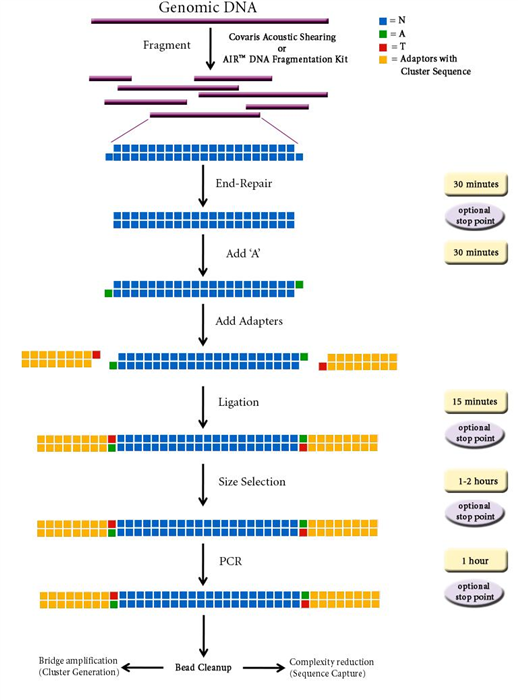 Genomic DNA
Fragment
Covaris Acoustic Shearing
or
AIR™ DNA Fragmentation Kit
= N
= A
= T
= Adaptors with
Cluster Sequence
End-Repair
30 minutes
optional
stop point
Add ‘A’
30 minutes
Add Adapters
Ligation
15 minutes
optional
stop point
Size Selection
1-2 hours
optional
stop point
PCR
1 hour
optional
stop point
Bridge amplification
(Cluster Generation)
Bead Cleanup
Complexity reduction
(Sequence Capture)